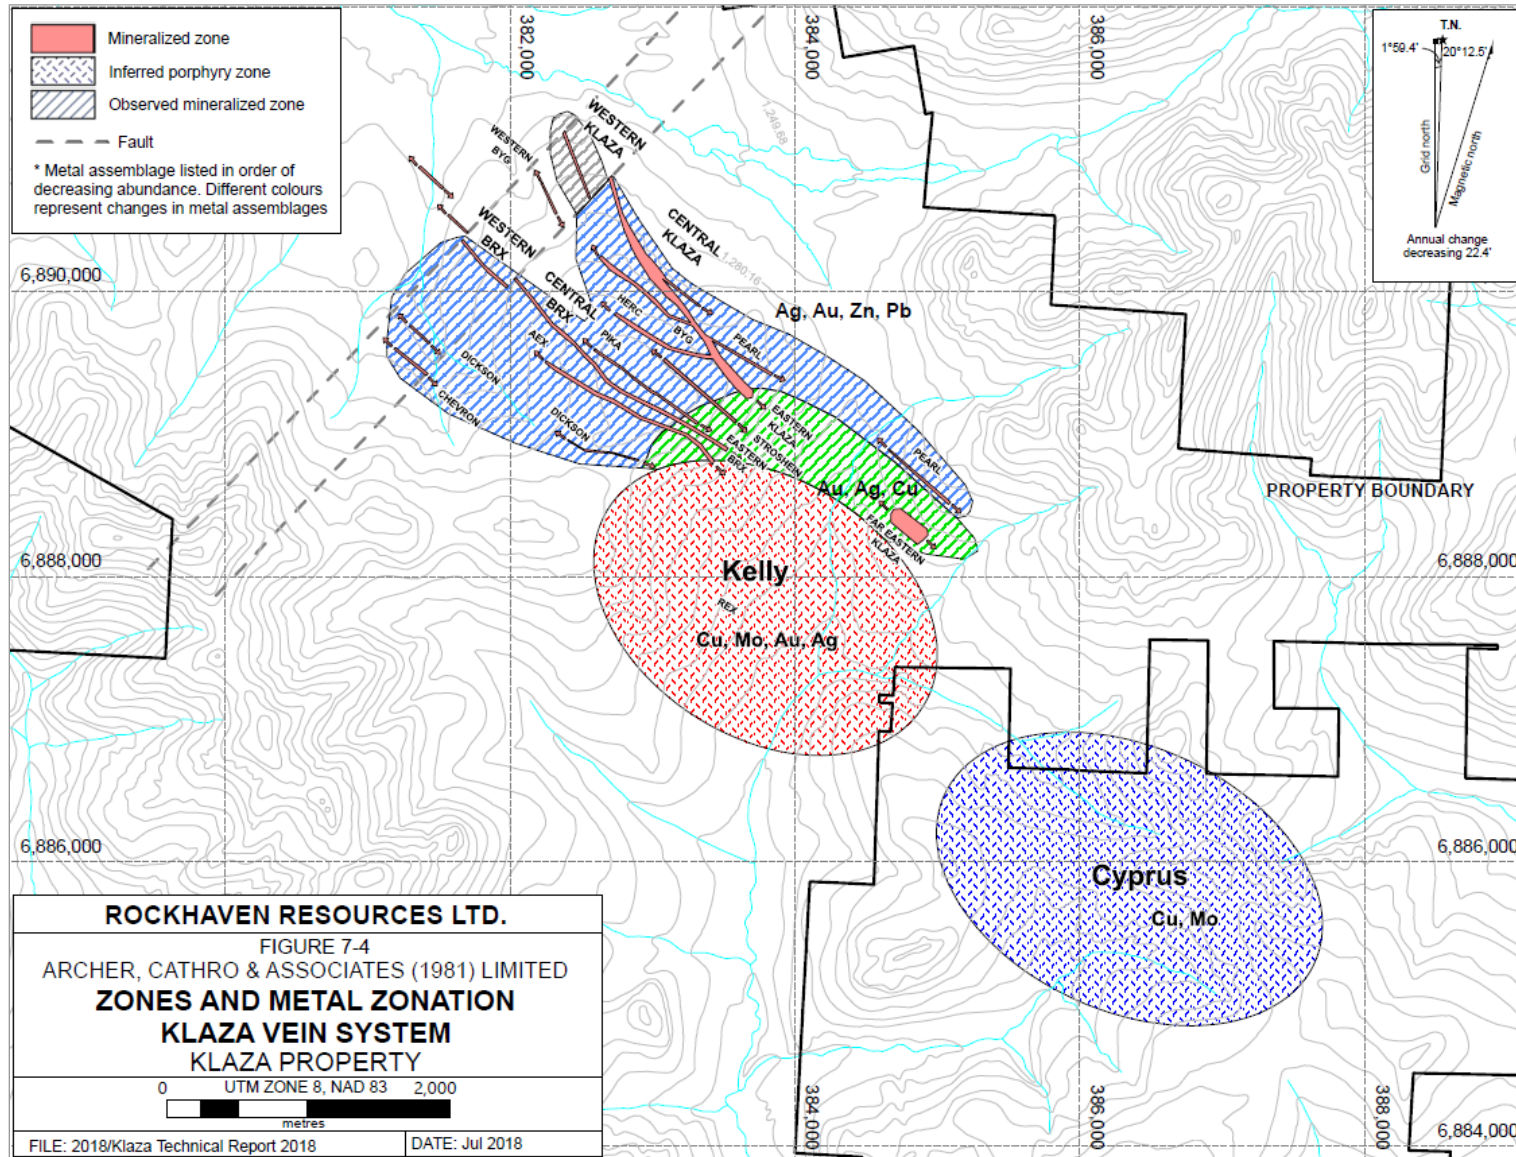 Mineralized zone
Inferred porphyry zone
Observed mineralized zone
Fault
* Metal assemblage listed in order of
decreasing abundance. Different colours
represent changes in metal assemblages
382,000
384,000
386,000
T.N.
1°59.4'
20°12.5'
Grid north
Magnetic north
Annual change
decreasing 22.4'
1,249.68
WESTERN
KLAZA
WESTERN
BYG
WESTERN
BRX
CENTRAL
KLAZA
1,280.16
6,890,000
CENTRAL
BRX
HERC
BYG
PEARL
Ag, Au, Zn, Pb
AEX
PIKA
DICKSON
CHEVRON
DICKSON
EASTERN
KLAZA
STROSHEIN
EASTERN
BRX
PEARL
Au, Ag, Cu
FAR EASTERN
KLAZA
PROPERTY BOUNDARY
6,888,000
6,888,000
Kelly
REX
Cu, Mo, Au, Ag
6,886,000
6,886,000
Cyprus
Cu, Mo
ROCKHAVEN RESOURCES LTD.
FIGURE 7-4
ARCHER, CATHRO & ASSOCIATES (1981) LIMITED
ZONES AND METAL ZONATION
KLAZA VEIN SYSTEM
KLAZA PROPERTY
0 UTM ZONE 8, NAD 83 2,000
metres
FILE: 2018/Klaza Technical Report 2018
DATE: Jul 2018
384,000
386,000
388,000
6,884,000